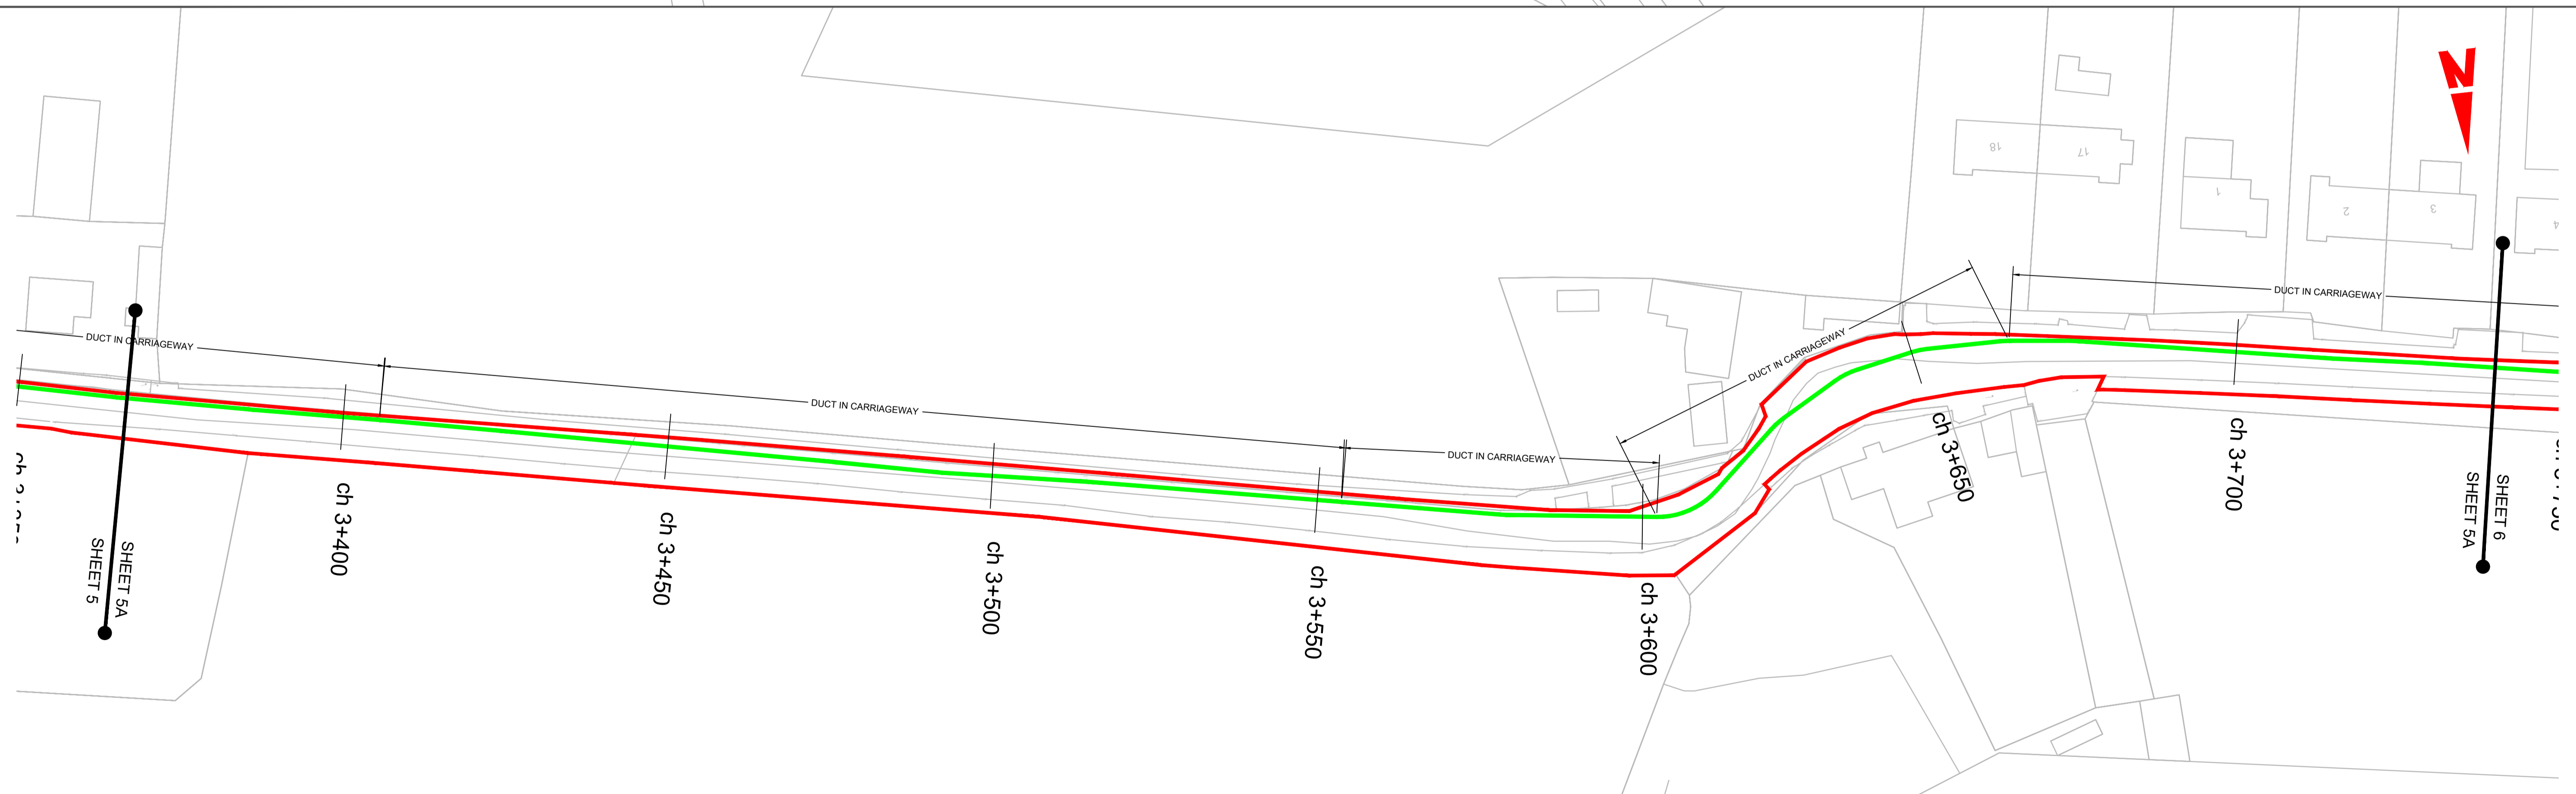 N
18
17
1
2
3
4
DUCT IN CARRIAGEWAY
DUCT IN CARRIAGEWAY
DUCT IN CARRIAGEWAY
DUCT IN CARRIAGEWAY
DUCT IN CARRIAGEWAY
SHEET 5
SHEET 5A
ch 3+400
ch 3+450
ch 3+500
ch 3+550
ch 3+600
ch 3+650
ch 3+700
SHEET 5A
SHEET 6